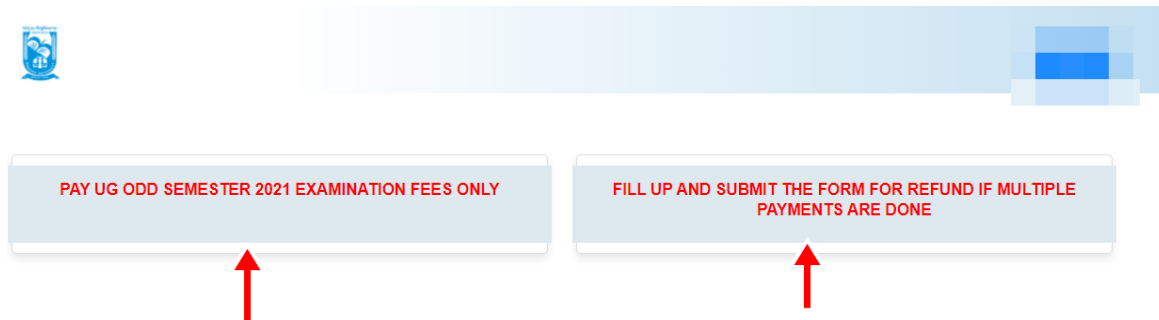 PAY UG ODD SEMESTER 2021 EXAMINATION FEES ONLY
FILL UP AND SUBMIT THE FORM FOR REFUND IF MULTIPLE
PAYMENTS ARE DONE